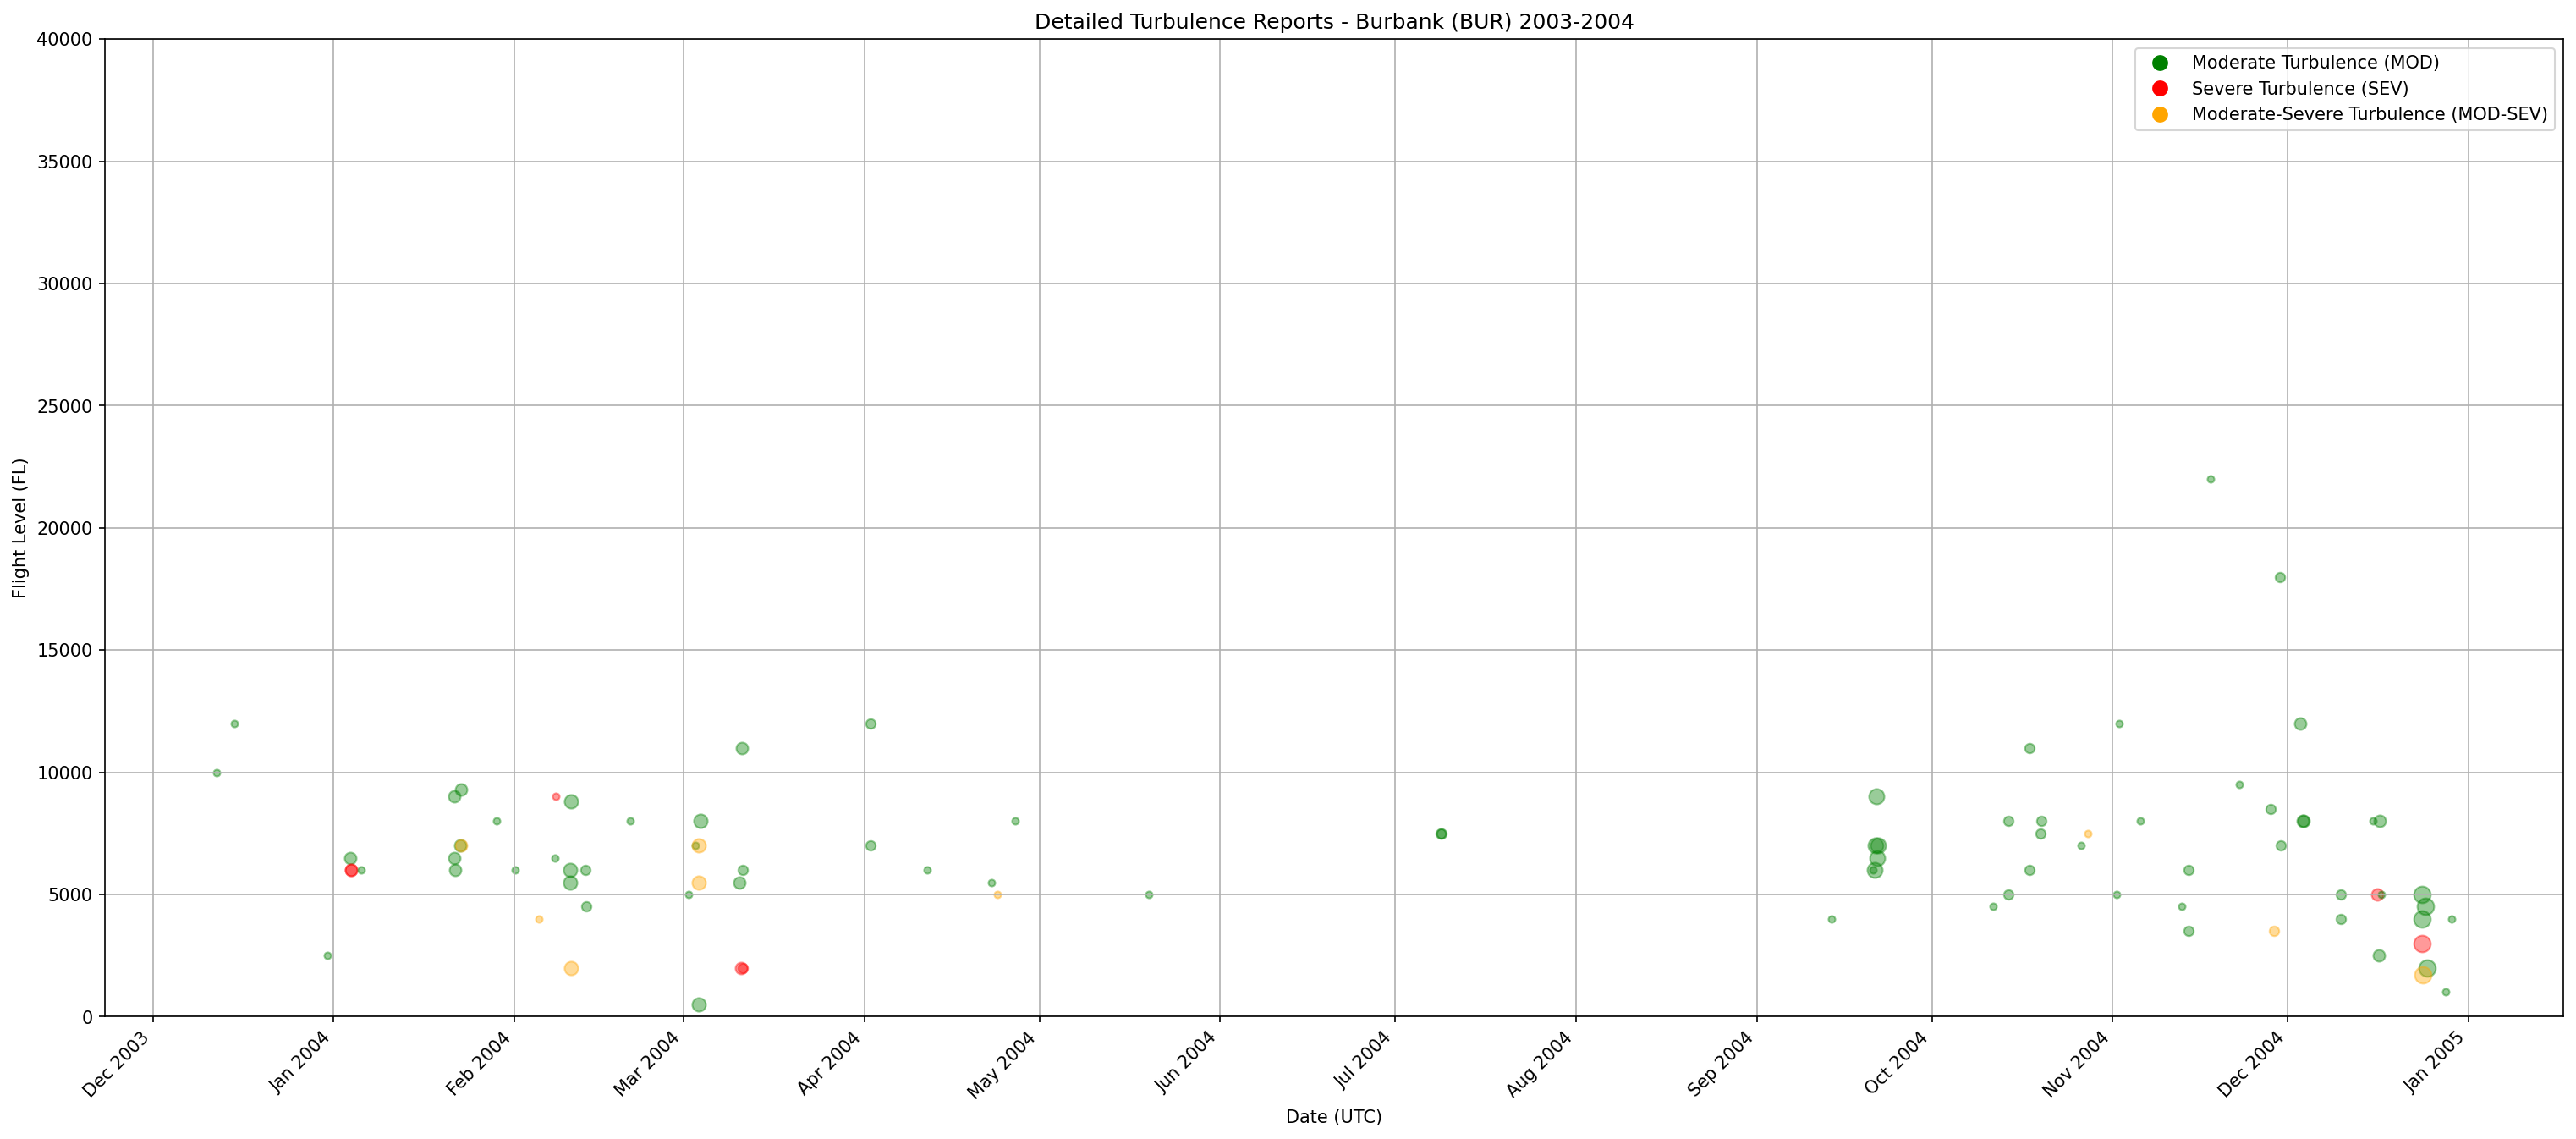 Detailed Turbulence Reports - Burbank (BUR) 2003-2004
Moderate Turbulence (MOD)
Severe Turbulence (SEV)
Moderate-Severe Turbulence (MOD-SEV)
Flight Level (FL)
40000
35000
30000
25000
20000
15000
10000
5000
0
Dec 2003
Jan 2004
Feb 2004
Mar 2004
Apr 2004
May 2004
Jun 2004
Jul 2004
Aug 2004
Sep 2004
Oct 2004
Nov 2004
Dec 2004
Jan 2005
Date (UTC)